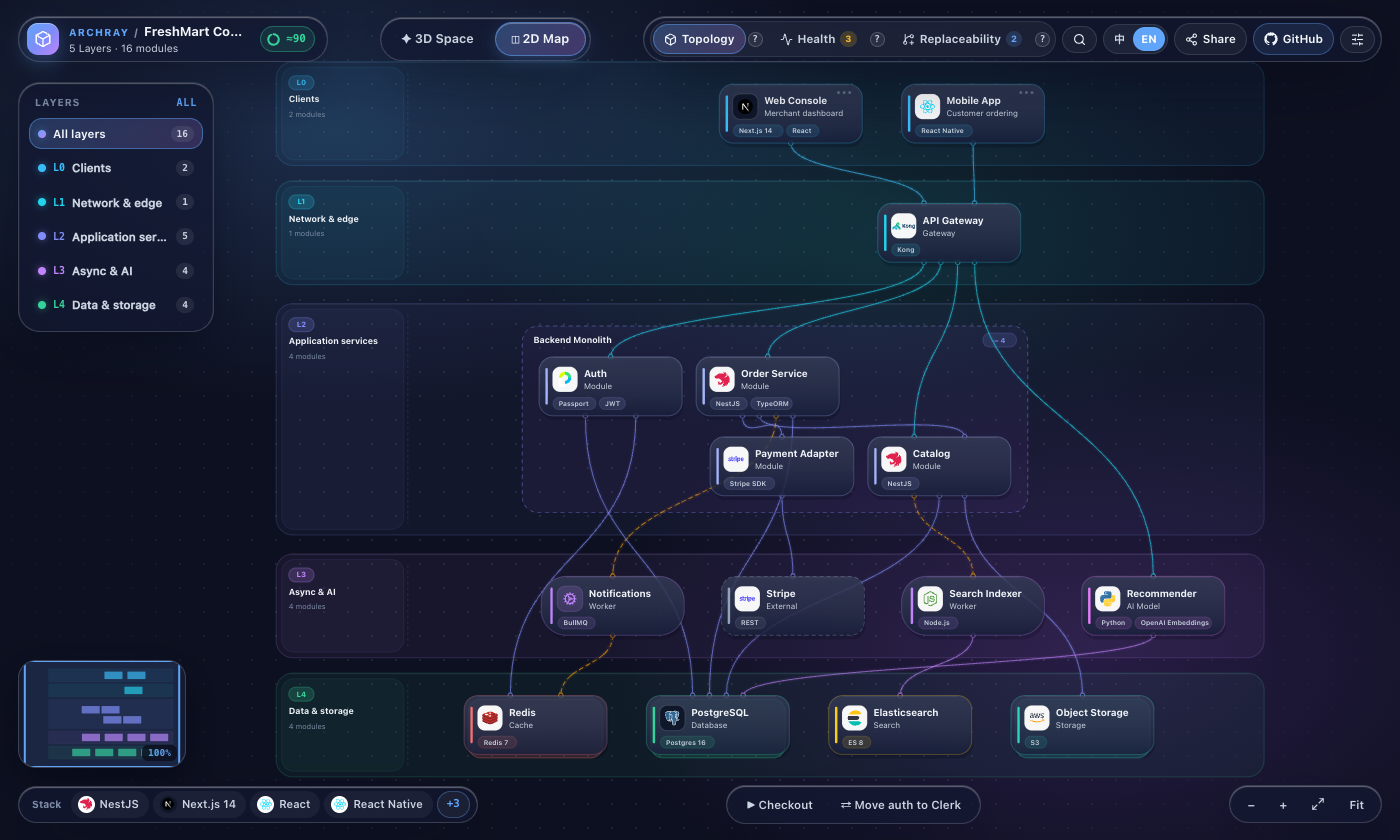 ARCHRAY / FreshMart Co...
5 Layers · 16 modules
≈90
✦ 3D Space
◫ 2D Map
Topology ?
Health 3 ?
Replaceability 2 ?
中 EN
Share
GitHub
LAYERS ALL
All layers 16
L0 Clients 2
L1 Network & edge 1
L2 Application ser... 5
L3 Async & AI 4
L4 Data & storage 4
L0
Clients
2 modules
Web Console
Merchant dashboard
Next.js 14 React
Mobile App
Customer ordering
React Native
L1
Network & edge
1 modules
Kong
API Gateway
Gateway
Kong
L2
Application services
4 modules
Backend Monolith
− 4
Auth
Module
Passport JWT
Order Service
Module
NestJS TypeORM
stripe
Payment Adapter
Module
Stripe SDK
Catalog
Module
NestJS
L3
Async & AI
4 modules
Notifications
Worker
BullMQ
stripe
Stripe
External
REST
Search Indexer
Worker
Node.js
Recommender
AI Model
Python OpenAI Embeddings
L4
Data & storage
4 modules
Redis
Cache
Redis 7
PostgreSQL
Database
Postgres 16
Elasticsearch
Search
ES 8
aws
Object Storage
Storage
S3
100%
Stack NestJS Next.js 14 React React Native +3
▶ Checkout
⇄ Move auth to Clerk
− + Fit